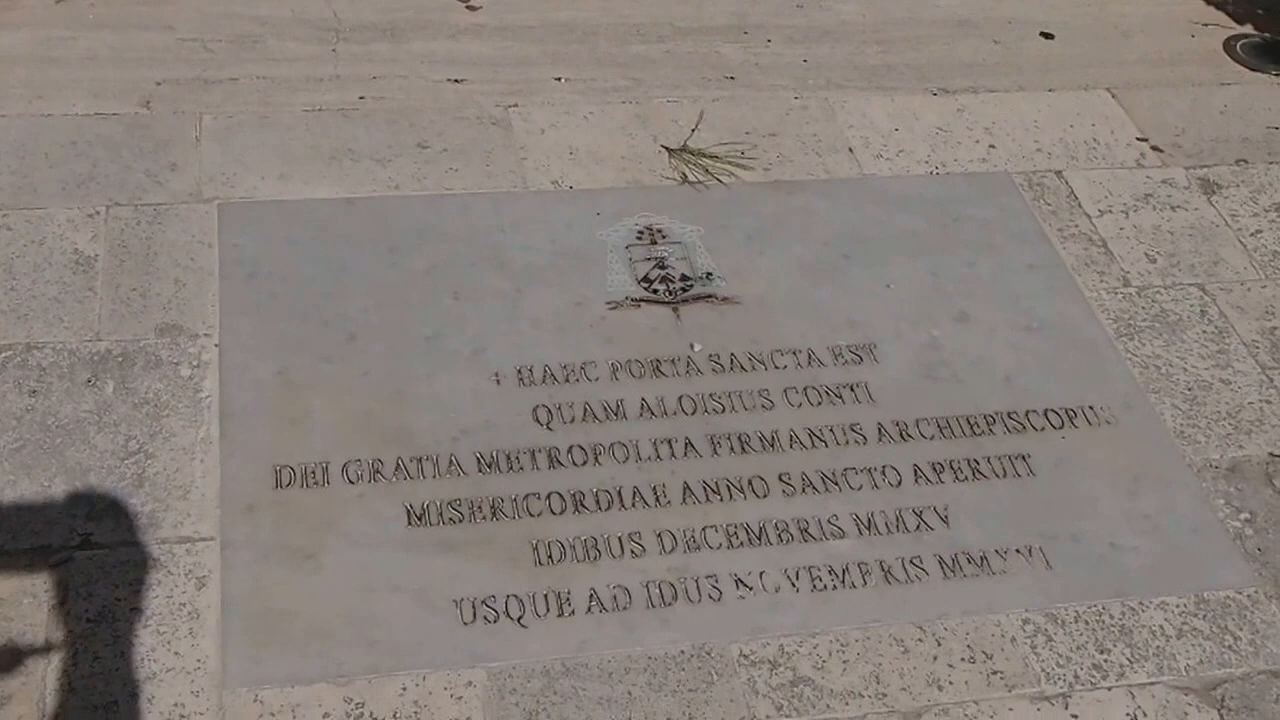 + HAEC PORTA SANCTA EST
QUAM ALOISIUS CONTI
DEI GRATIA METROPOLITA FIRMANUS ARCHIEPISCOPUS
MISERICORDIAE ANNO SANCTO APERUIT
IDIBUS DECEMBRIS MMXV
USQUE AD IDUS NOVEMBRIS MMXVI